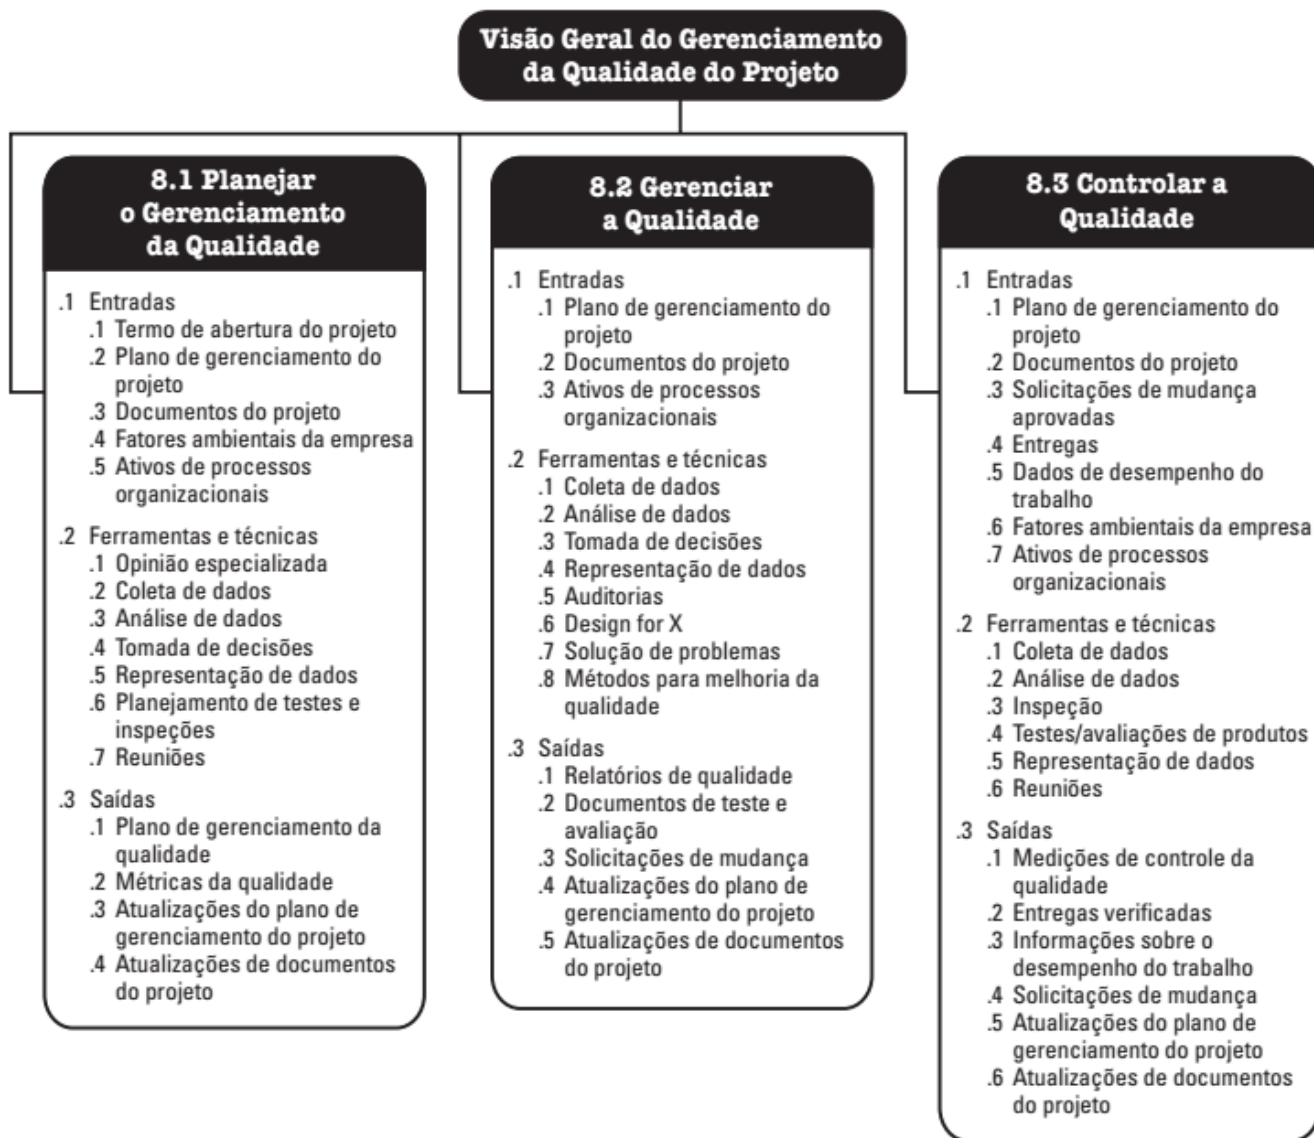 Visão Geral do Gerenciamento
da Qualidade do Projeto
8.1 Planejar
o Gerenciamento
da Qualidade
.1 Entradas
.1 Termo de abertura do projeto
.2 Plano de gerenciamento do
projeto
.3 Documentos do projeto
.4 Fatores ambientais da empresa
.5 Ativos de processos
organizacionais
.2 Ferramentas e técnicas
.1 Opinião especializada
.2 Coleta de dados
.3 Análise de dados
.4 Tomada de decisões
.5 Representação de dados
.6 Planejamento de testes e
inspeções
.7 Reuniões
.3 Saídas
.1 Plano de gerenciamento da
qualidade
.2 Métricas da qualidade
.3 Atualizações do plano de
gerenciamento do projeto
.4 Atualizações de documentos
do projeto
8.2 Gerenciar
a Qualidade
.1 Entradas
.1 Plano de gerenciamento do
projeto
.2 Documentos do projeto
.3 Ativos de processos
organizacionais
.2 Ferramentas e técnicas
.1 Coleta de dados
.2 Análise de dados
.3 Tomada de decisões
.4 Representação de dados
.5 Auditorias
.6 Design for X
.7 Solução de problemas
.8 Métodos para melhoria da
qualidade
.3 Saídas
.1 Relatórios de qualidade
.2 Documentos de teste e
avaliação
.3 Solicitações de mudança
.4 Atualizações do plano de
gerenciamento do projeto
.5 Atualizações de documentos
do projeto
8.3 Controlar a
Qualidade
.1 Entradas
.1 Plano de gerenciamento do
projeto
.2 Documentos do projeto
.3 Solicitações de mudança
aprovadas
.4 Entregas
.5 Dados de desempenho do
trabalho
.6 Fatores ambientais da empresa
.7 Ativos de processos
organizacionais
.2 Ferramentas e técnicas
.1 Coleta de dados
.2 Análise de dados
.3 Inspeção
.4 Testes/avaliações de produtos
.5 Representação de dados
.6 Reuniões
.3 Saídas
.1 Medições de controle da
qualidade
.2 Entregas verificadas
.3 Informações sobre o
desempenho do trabalho
.4 Solicitações de mudança
.5 Atualizações do plano de
gerenciamento do projeto
.6 Atualizações de documentos
do projeto